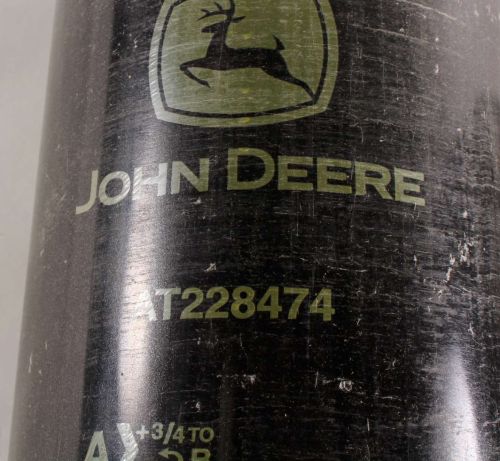 JOHN DEERE
AT228474
A +3/4 TO